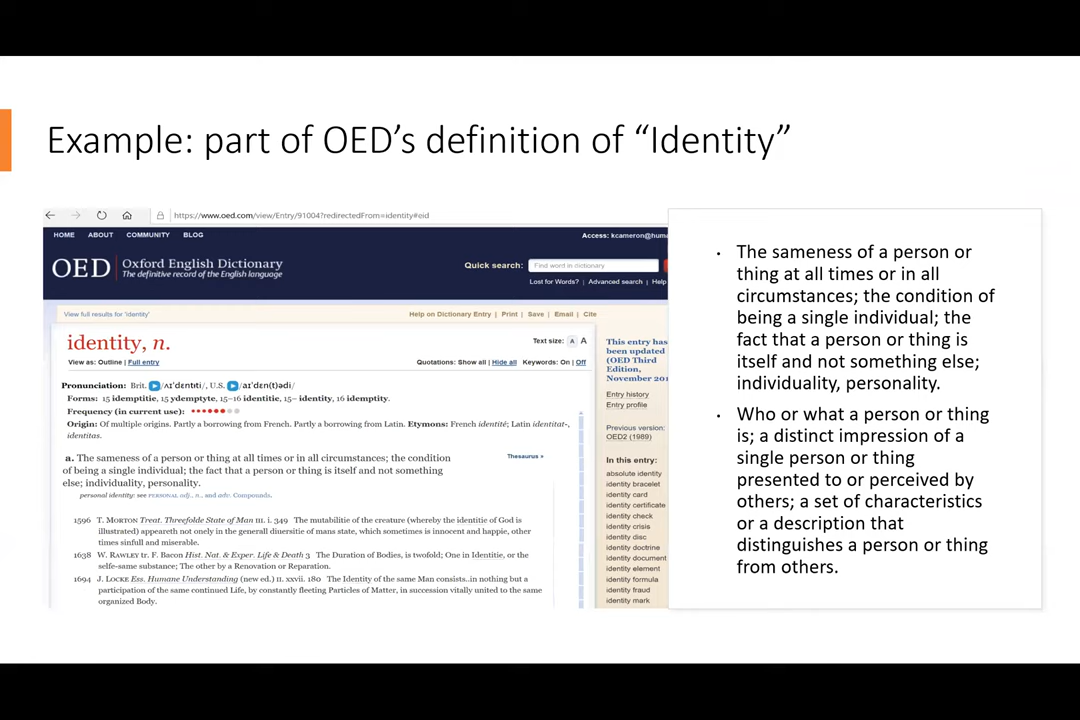 Example: part of OED's definition of “Identity”
https://www.oed.com/view/Entry/91004?redirectedFrom=identity#eid
HOME ABOUT COMMUNITY BLOG
Access: kcameron@hum
OED Oxford English Dictionary
The definitive record of the English language
Quick search: Find word in dictionary
Lost for Words? | Advanced search | Help
View full results for 'identity'
Help on Dictionary Entry | Print | Save | Email | Cite
identity, n.
Text size: A A
View as: Outline | Full entry
Quotations: Show all | Hide all Keywords: On | Off
Pronunciation: Brit. /ʌɪˈdɛntɪti/, U.S. /aɪˈdɛn(t)ədi/
Forms: 15 idemptitie, 15 ydemptyte, 15–16 identitie, 15– identity, 16 idemptity.
Frequency (in current use):
Origin: Of multiple origins. Partly a borrowing from French. Partly a borrowing from Latin. Etymons: French identité; Latin identitat-,
identitas.
a. The sameness of a person or thing at all times or in all circumstances; the condition
of being a single individual; the fact that a person or thing is itself and not something
else; individuality, personality.
Thesaurus »
personal identity: see PERSONAL adj., n., and adv. Compounds.
1596 T. MORTON Treat. Threefolde State of Man III. i. 349 The mutabilitie of the creature (whereby the identitie of God is
illustrated) appeareth not onely in the generall diuersitie of mans state, which sometimes is innocent and happie, other
times sinfull and miserable.
1638 W. RAWLEY tr. F. Bacon Hist. Nat. & Exper. Life & Death 3 The Duration of Bodies, is twofold; One in Identitie, or the
selfe-same substance; The other by a Renovation or Reparation.
1694 J. LOCKE Ess. Humane Understanding (new ed.) II. xxvii. 180 The Identity of the same Man consists..in nothing but a
participation of the same continued Life, by constantly fleeting Particles of Matter, in succession vitally united to the same
organized Body.
This entry has
been updated
(OED Third
Edition,
November 201
Entry history
Entry profile
Previous version:
OED2 (1989)
In this entry:
absolute identity
identity bracelet
identity card
identity certificate
identity check
identity crisis
identity disc
identity doctrine
identity document
identity element
identity formula
identity fraud
identity mark
• The sameness of a person or
thing at all times or in all
circumstances; the condition of
being a single individual; the
fact that a person or thing is
itself and not something else;
individuality, personality.
• Who or what a person or thing
is; a distinct impression of a
single person or thing
presented to or perceived by
others; a set of characteristics
or a description that
distinguishes a person or thing
from others.